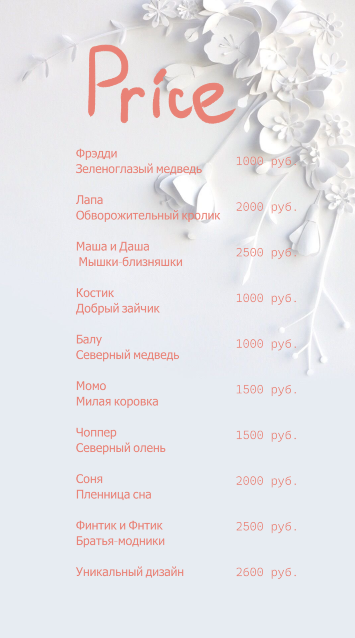 Price
Фрэдди
Зеленоглазый медведь 1000 руб.
Лапа
Обворожительный кролик 2000 руб.
Маша и Даша
Мышки-близняшки 2500 руб.
Костик
Добрый зайчик 1000 руб.
Балу
Северный медведь 1000 руб.
Момо
Милая коровка 1500 руб.
Чоппер
Северный олень 1500 руб.
Соня
Пленница сна 2000 руб.
Финтик и Фнтик
Братья-модники 2500 руб.
Уникальный дизайн 2600 руб.